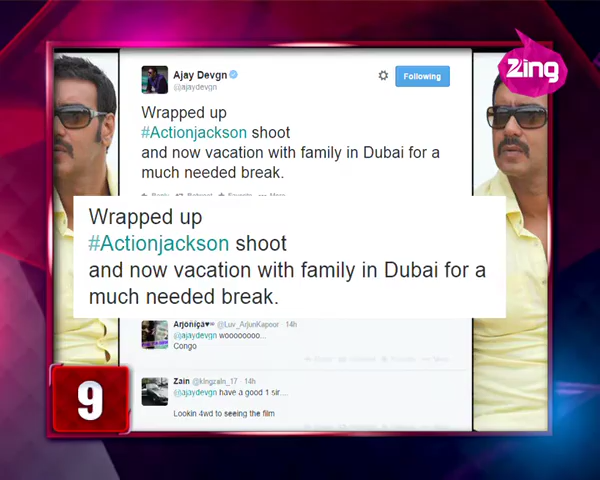 Zing
Ajay Devgn
@ajaydevgn
Following
Wrapped up
#Actionjackson shoot
and now vacation with family in Dubai for a
much needed break.
Wrapped up
#Actionjackson shoot
and now vacation with family in Dubai for a
much needed break.
@Luv_ArjunKapoor 14h
@ajaydevgn woooooooo...
Congo
Zain @kingzain_17 14h
@ajaydevgn have a good 1 sir...
Lookin 4wd to seeing the film
9